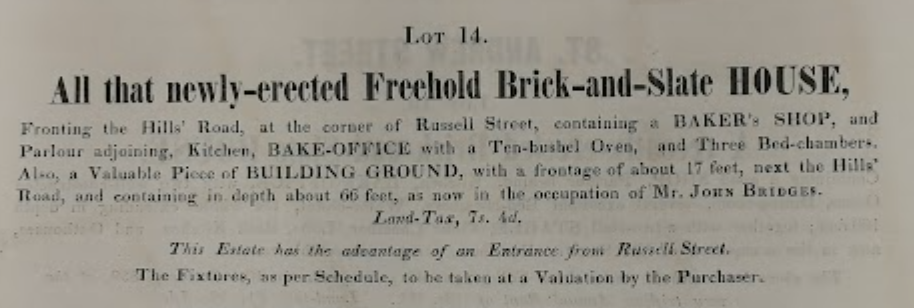 LOT 14.
All that newly-erected Freehold Brick-and-Slate HOUSE,
Fronting the Hills' Road, at the corner of Russell Street, containing a BAKER's SHOP, and
Parlour adjoining, Kitchen, BAKE-OFFICE with a Ten-bushel Oven, and Three Bed-chambers.
Also, a Valuable Piece of BUILDING GROUND, with a frontage of about 17 feet, next the Hills'
Road, and containing in depth about 66 feet, as now in the occupation of Mr. JOHN BRIDGES.
Land-Tax, 7s. 4d.
This Estate has the advantage of an Entrance from Russell Street.
The Fixtures, as per Schedule, to be taken at a Valuation by the Purchaser.